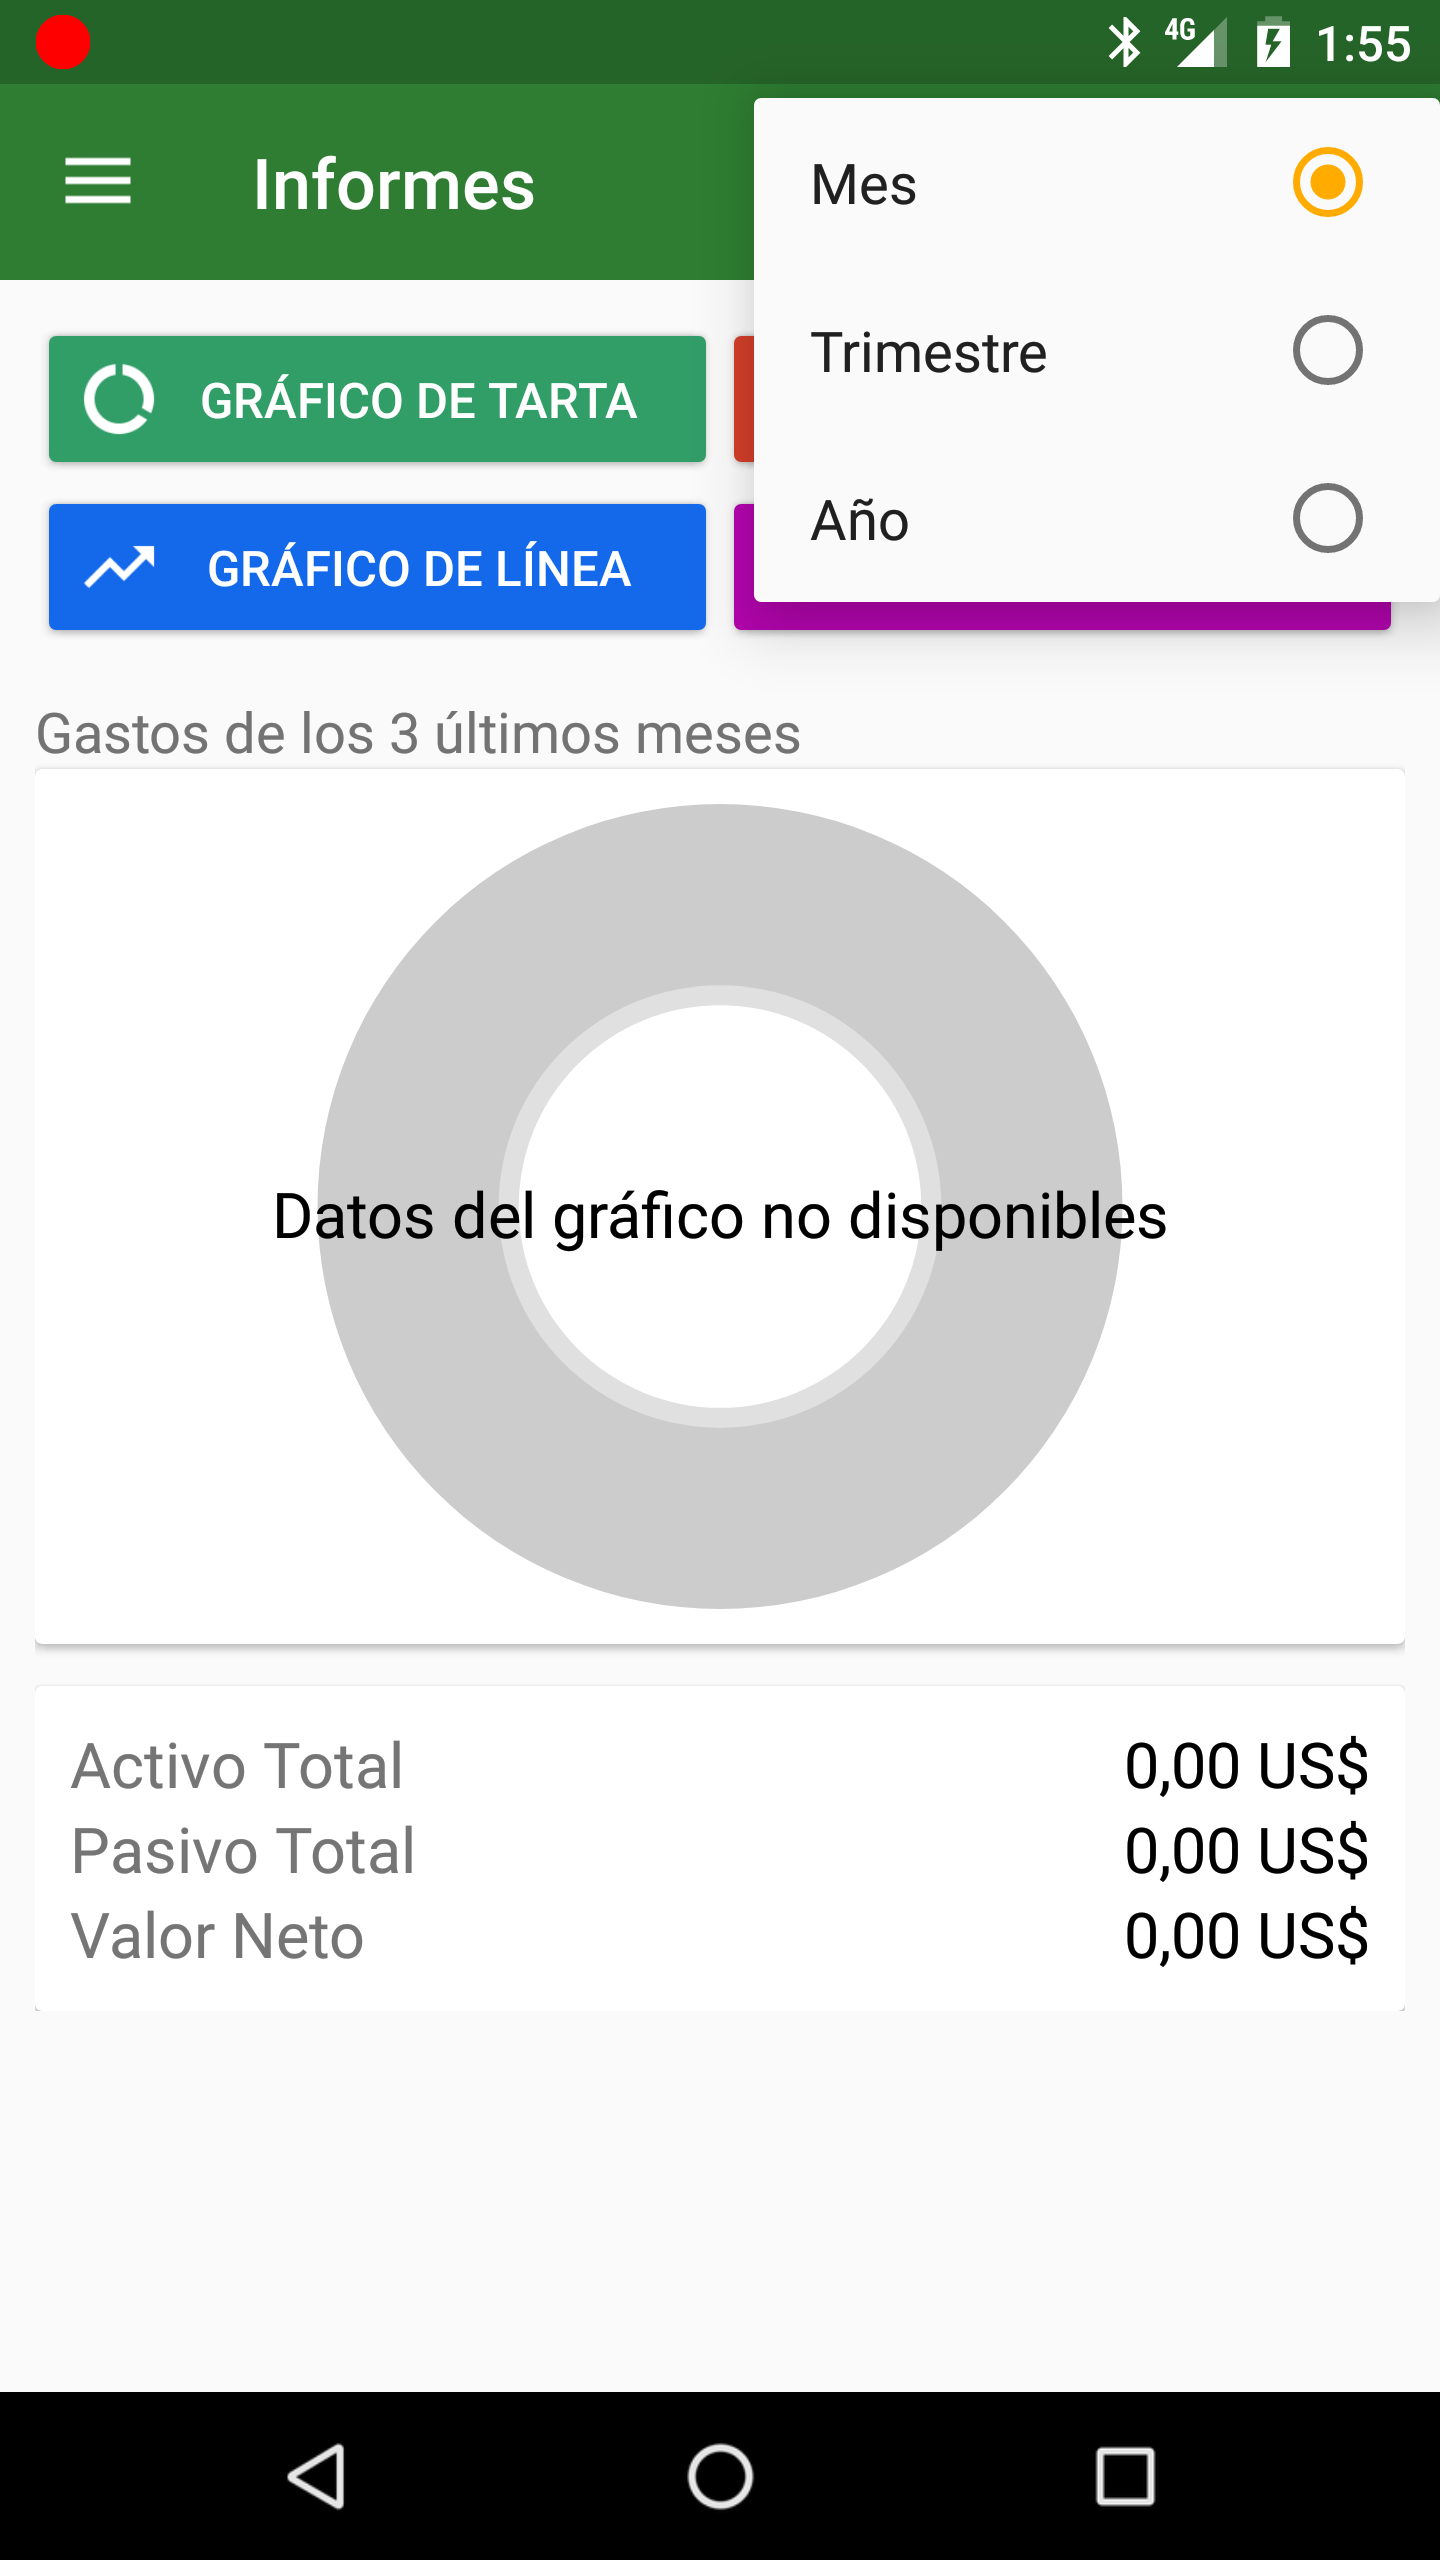 4G 1:55
Informes
Mes
Trimestre
Año
GRÁFICO DE TARTA
GRÁFICO DE LÍNEA
Gastos de los 3 últimos meses
Datos del gráfico no disponibles
Activo Total 0,00 US$
Pasivo Total 0,00 US$
Valor Neto 0,00 US$